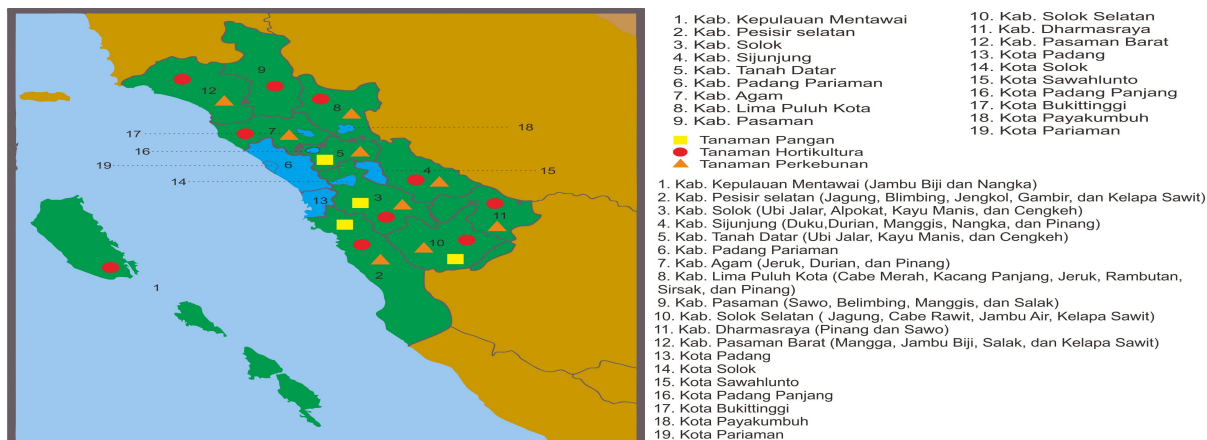 1. Kab. Kepulauan Mentawai
2. Kab. Pesisir selatan
3. Kab. Solok
4. Kab. Sijunjung
5. Kab. Tanah Datar
6. Kab. Padang Pariaman
7. Kab. Agam
8. Kab. Lima Puluh Kota
9. Kab. Pasaman
10. Kab. Solok Selatan
11. Kab. Dharmasraya
12. Kab. Pasaman Barat
13. Kota Padang
14. Kota Solok
15. Kota Sawahlunto
16. Kota Padang Panjang
17. Kota Bukittinggi
18. Kota Payakumbuh
19. Kota Pariaman
Tanaman Pangan
Tanaman Hortikultura
Tanaman Perkebunan
1. Kab. Kepulauan Mentawai (Jambu Biji dan Nangka)
2. Kab. Pesisir selatan (Jagung, Blimbing, Jengkol, Gambir, dan Kelapa Sawit)
3. Kab. Solok (Ubi Jalar, Alpokat, Kayu Manis, dan Cengkeh)
4. Kab. Sijunjung (Duku,Durian, Manggis, Nangka, dan Pinang)
5. Kab. Tanah Datar (Ubi Jalar, Kayu Manis, dan Cengkeh)
6. Kab. Padang Pariaman
7. Kab. Agam (Jeruk, Durian, dan Pinang)
8. Kab. Lima Puluh Kota (Cabe Merah, Kacang Panjang, Jeruk, Rambutan,
Sirsak, dan Pinang)
9. Kab. Pasaman (Sawo, Belimbing, Manggis, dan Salak)
10. Kab. Solok Selatan ( Jagung, Cabe Rawit, Jambu Air, Kelapa Sawit)
11. Kab. Dharmasraya (Pinang dan Sawo)
12. Kab. Pasaman Barat (Mangga, Jambu Biji, Salak, dan Kelapa Sawit)
13. Kota Padang
14. Kota Solok
15. Kota Sawahlunto
16. Kota Padang Panjang
17. Kota Bukittinggi
18. Kota Payakumbuh
19. Kota Pariaman
9
12
8
17
7
18
16
5
19
6
4
15
14
13
3
11
10
2
1